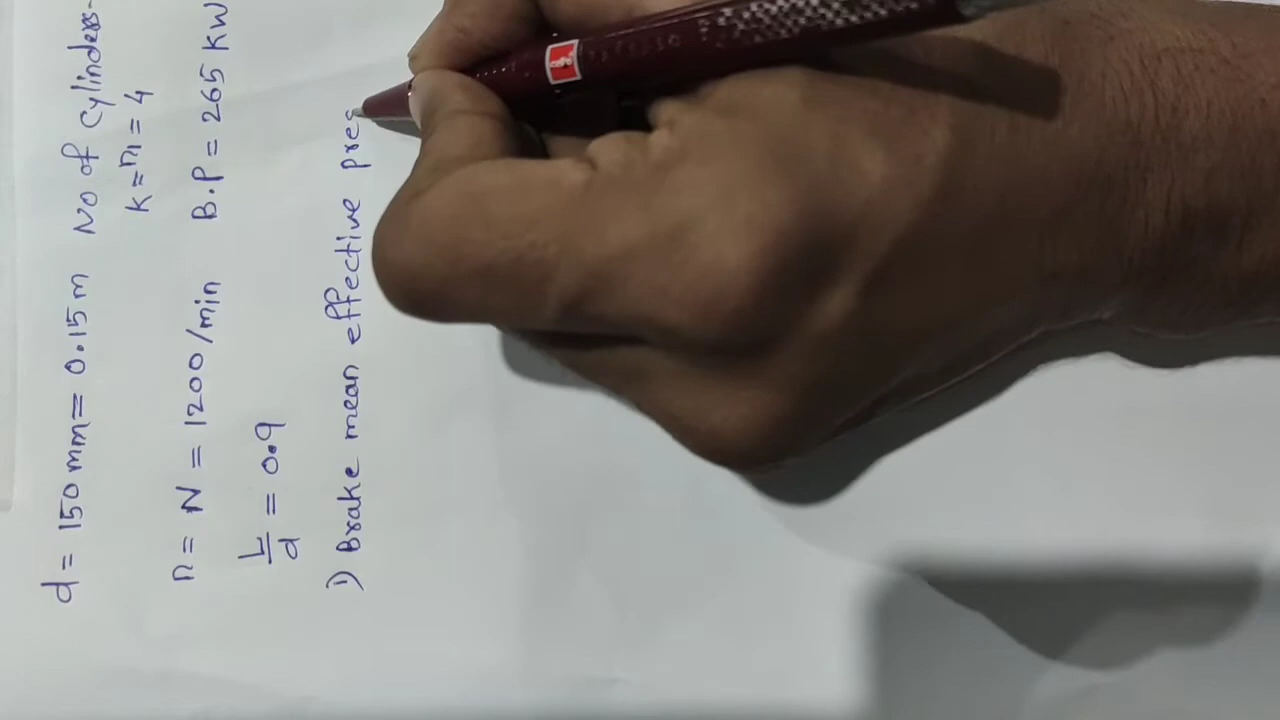 d = 150 mm = 0.15 m No of cylinders
k = n₁ = 4
n = N = 1200 /min B.P = 265 kW
L/d = 0.9
1) Brake mean effective pres